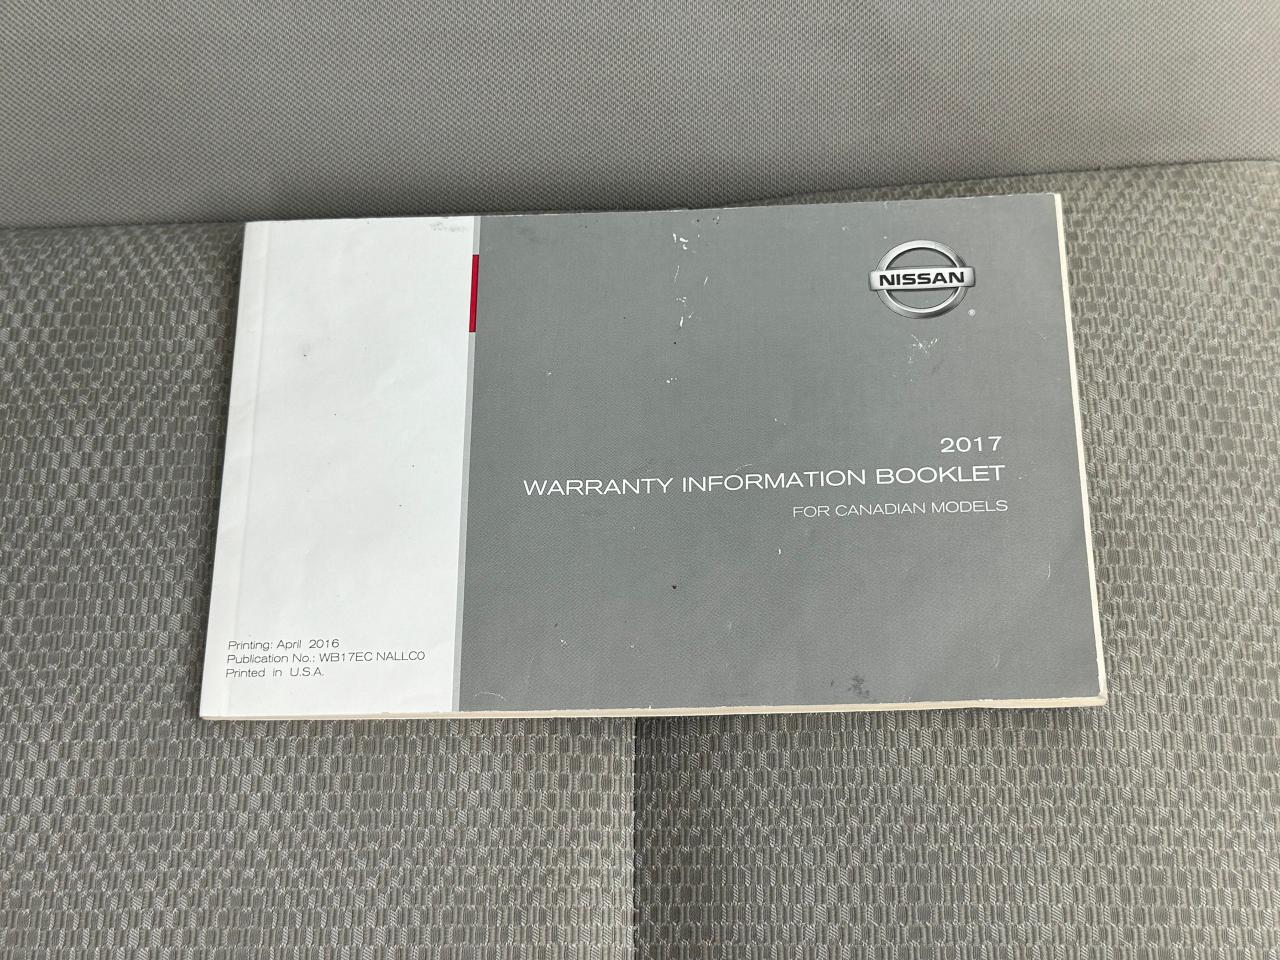 NISSAN
®
2017
WARRANTY INFORMATION BOOKLET
FOR CANADIAN MODELS
Printing: April 2016
Publication No.: WB17EC NALLC0
Printed in U.S.A.